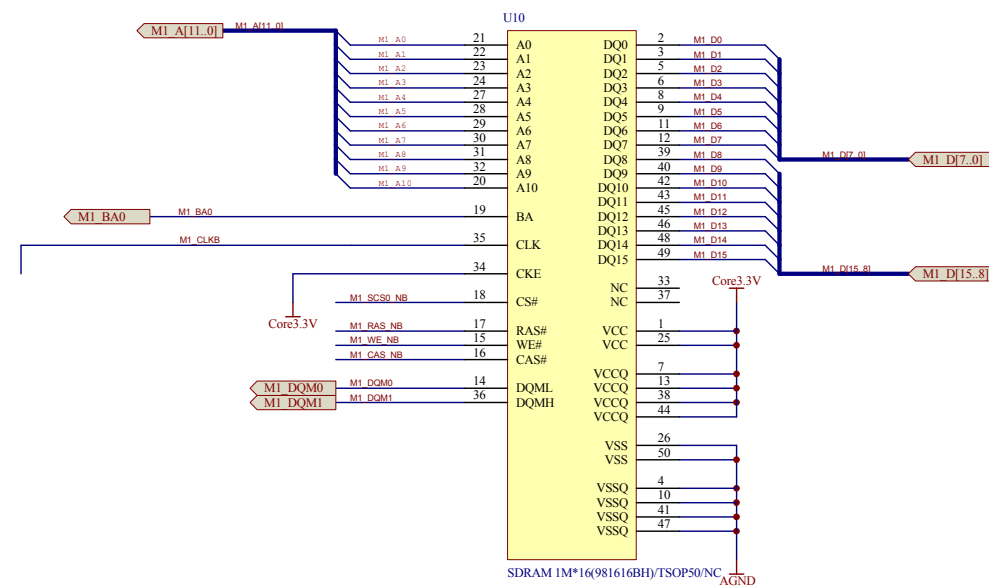 U10
M1_A[11..0] M1_A[11..0]
M1_A0 21 A0 DQ0 2 M1_D0
M1_A1 22 A1 DQ1 3 M1_D1
M1_A2 23 A2 DQ2 5 M1_D2
M1_A3 24 A3 DQ3 6 M1_D3
M1_A4 27 A4 DQ4 8 M1_D4
M1_A5 28 A5 DQ5 9 M1_D5
M1_A6 29 A6 DQ6 11 M1_D6
M1_A7 30 A7 DQ7 12 M1_D7
M1_A8 31 A8 DQ8 39 M1_D8 M1_D[7..0] M1_D[7..0]
M1_A9 32 A9 DQ9 40 M1_D9
M1_A10 20 A10 DQ10 42 M1_D10
DQ11 43 M1_D11
M1_BA0 M1_BA0 19 BA DQ12 45 M1_D12
DQ13 46 M1_D13
M1_CLKB 35 CLK DQ14 48 M1_D14
DQ15 49 M1_D15
34 CKE M1_D[15..8] M1_D[15..8]
NC 33 Core3.3V
M1_SCS0_NB 18 CS# NC 37
Core3.3V
M1_RAS_NB 17 RAS# VCC 1
M1_WE_NB 15 WE# VCC 25
M1_CAS_NB 16 CAS#
VCCQ 7
M1_DQM0 M1_DQM0 14 DQML VCCQ 13
M1_DQM1 M1_DQM1 36 DQMH VCCQ 38
VCCQ 44
VSS 26
VSS 50
VSSQ 4
VSSQ 10
VSSQ 41
VSSQ 47
SDRAM 1M*16(981616BH)/TSOP50/NC
AGND